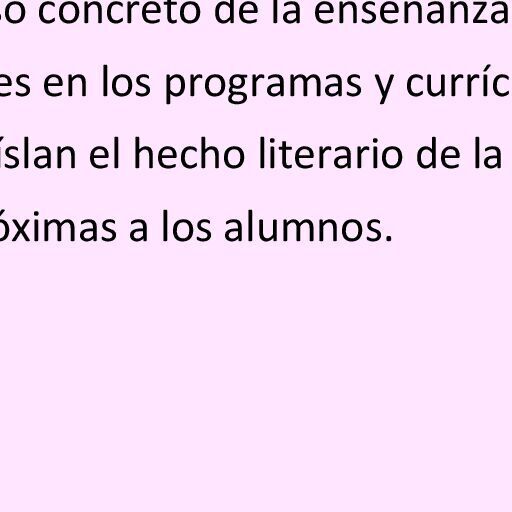 so concreto de la enseñanza
es en los programas y curríc
íslan el hecho literario de la
óximas a los alumnos.